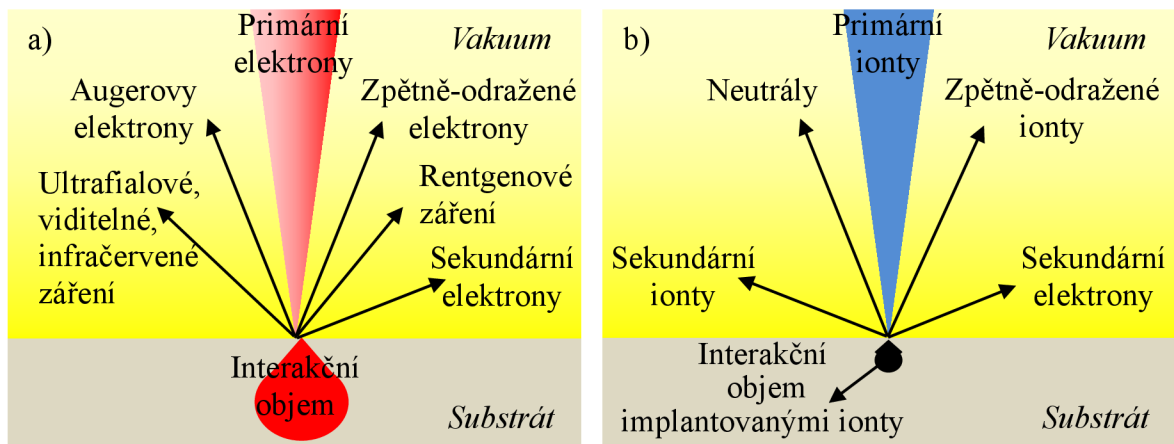 a)
Primární
elektrony
Vakuum
Augerovy
elektrony
Zpětně-odražené
elektrony
Ultrafialové,
viditelné,
infračervené
záření
Rentgenové
záření
Sekundární
elektrony
Interakční
objem
Substrát
b)
Primární
ionty
Vakuum
Neutrály
Zpětně-odražené
ionty
Sekundární
ionty
Sekundární
elektrony
Interakční
objem
implantovanými ionty
Substrát